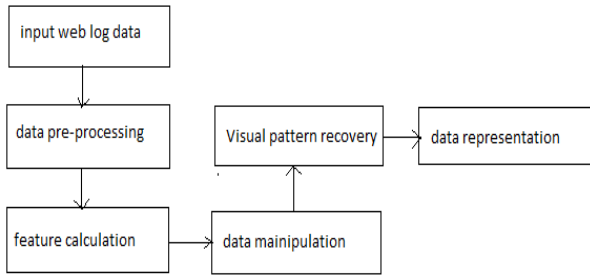 input web log data
data pre-processing
feature calculation
data mainipulation
Visual pattern recovery
data representation